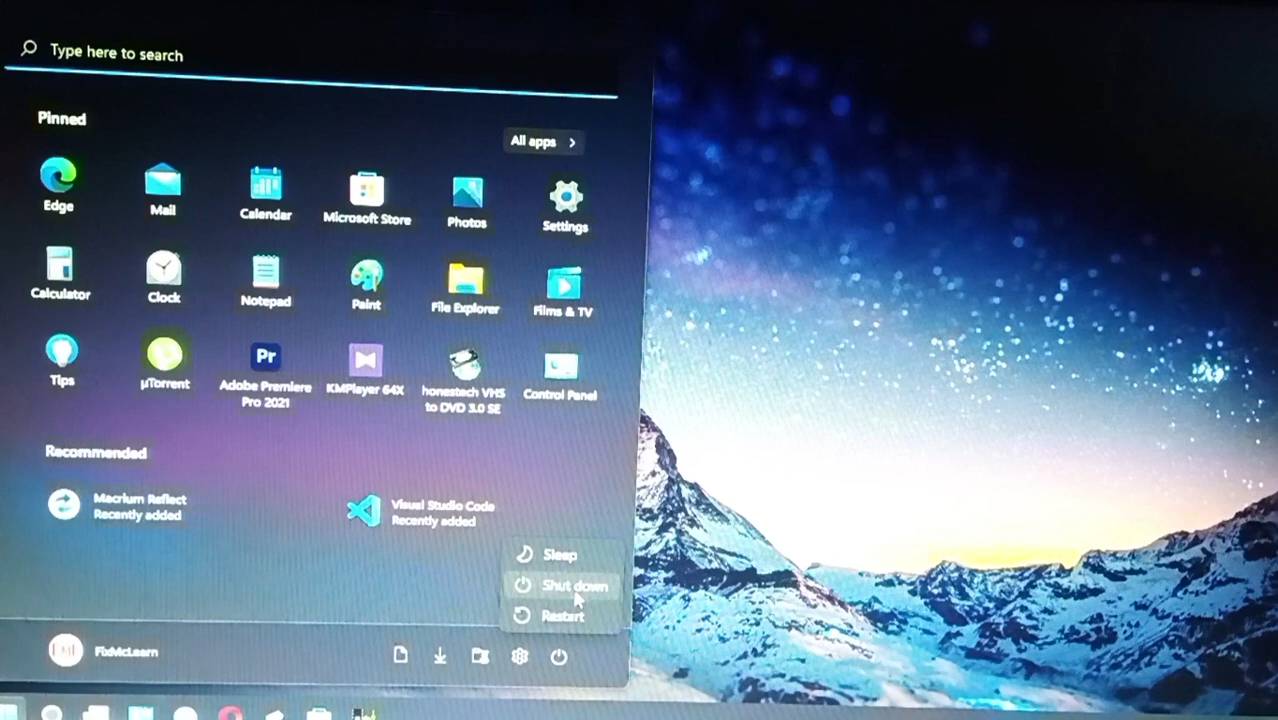 Type here to search
Pinned
All apps
Edge
Mail
Calendar
Microsoft Store
Photos
Settings
Calculator
Clock
Notepad
Paint
File Explorer
Films & TV
Tips
µTorrent
Adobe Premiere
Pro 2021
KMPlayer 64X
honestech VHS
to DVD 3.0 SE
Control Panel
Pr
Recommended
Macrium Reflect
Recently added
Visual Studio Code
Recently added
Sleep
Shut down
Restart
FixMcLearn